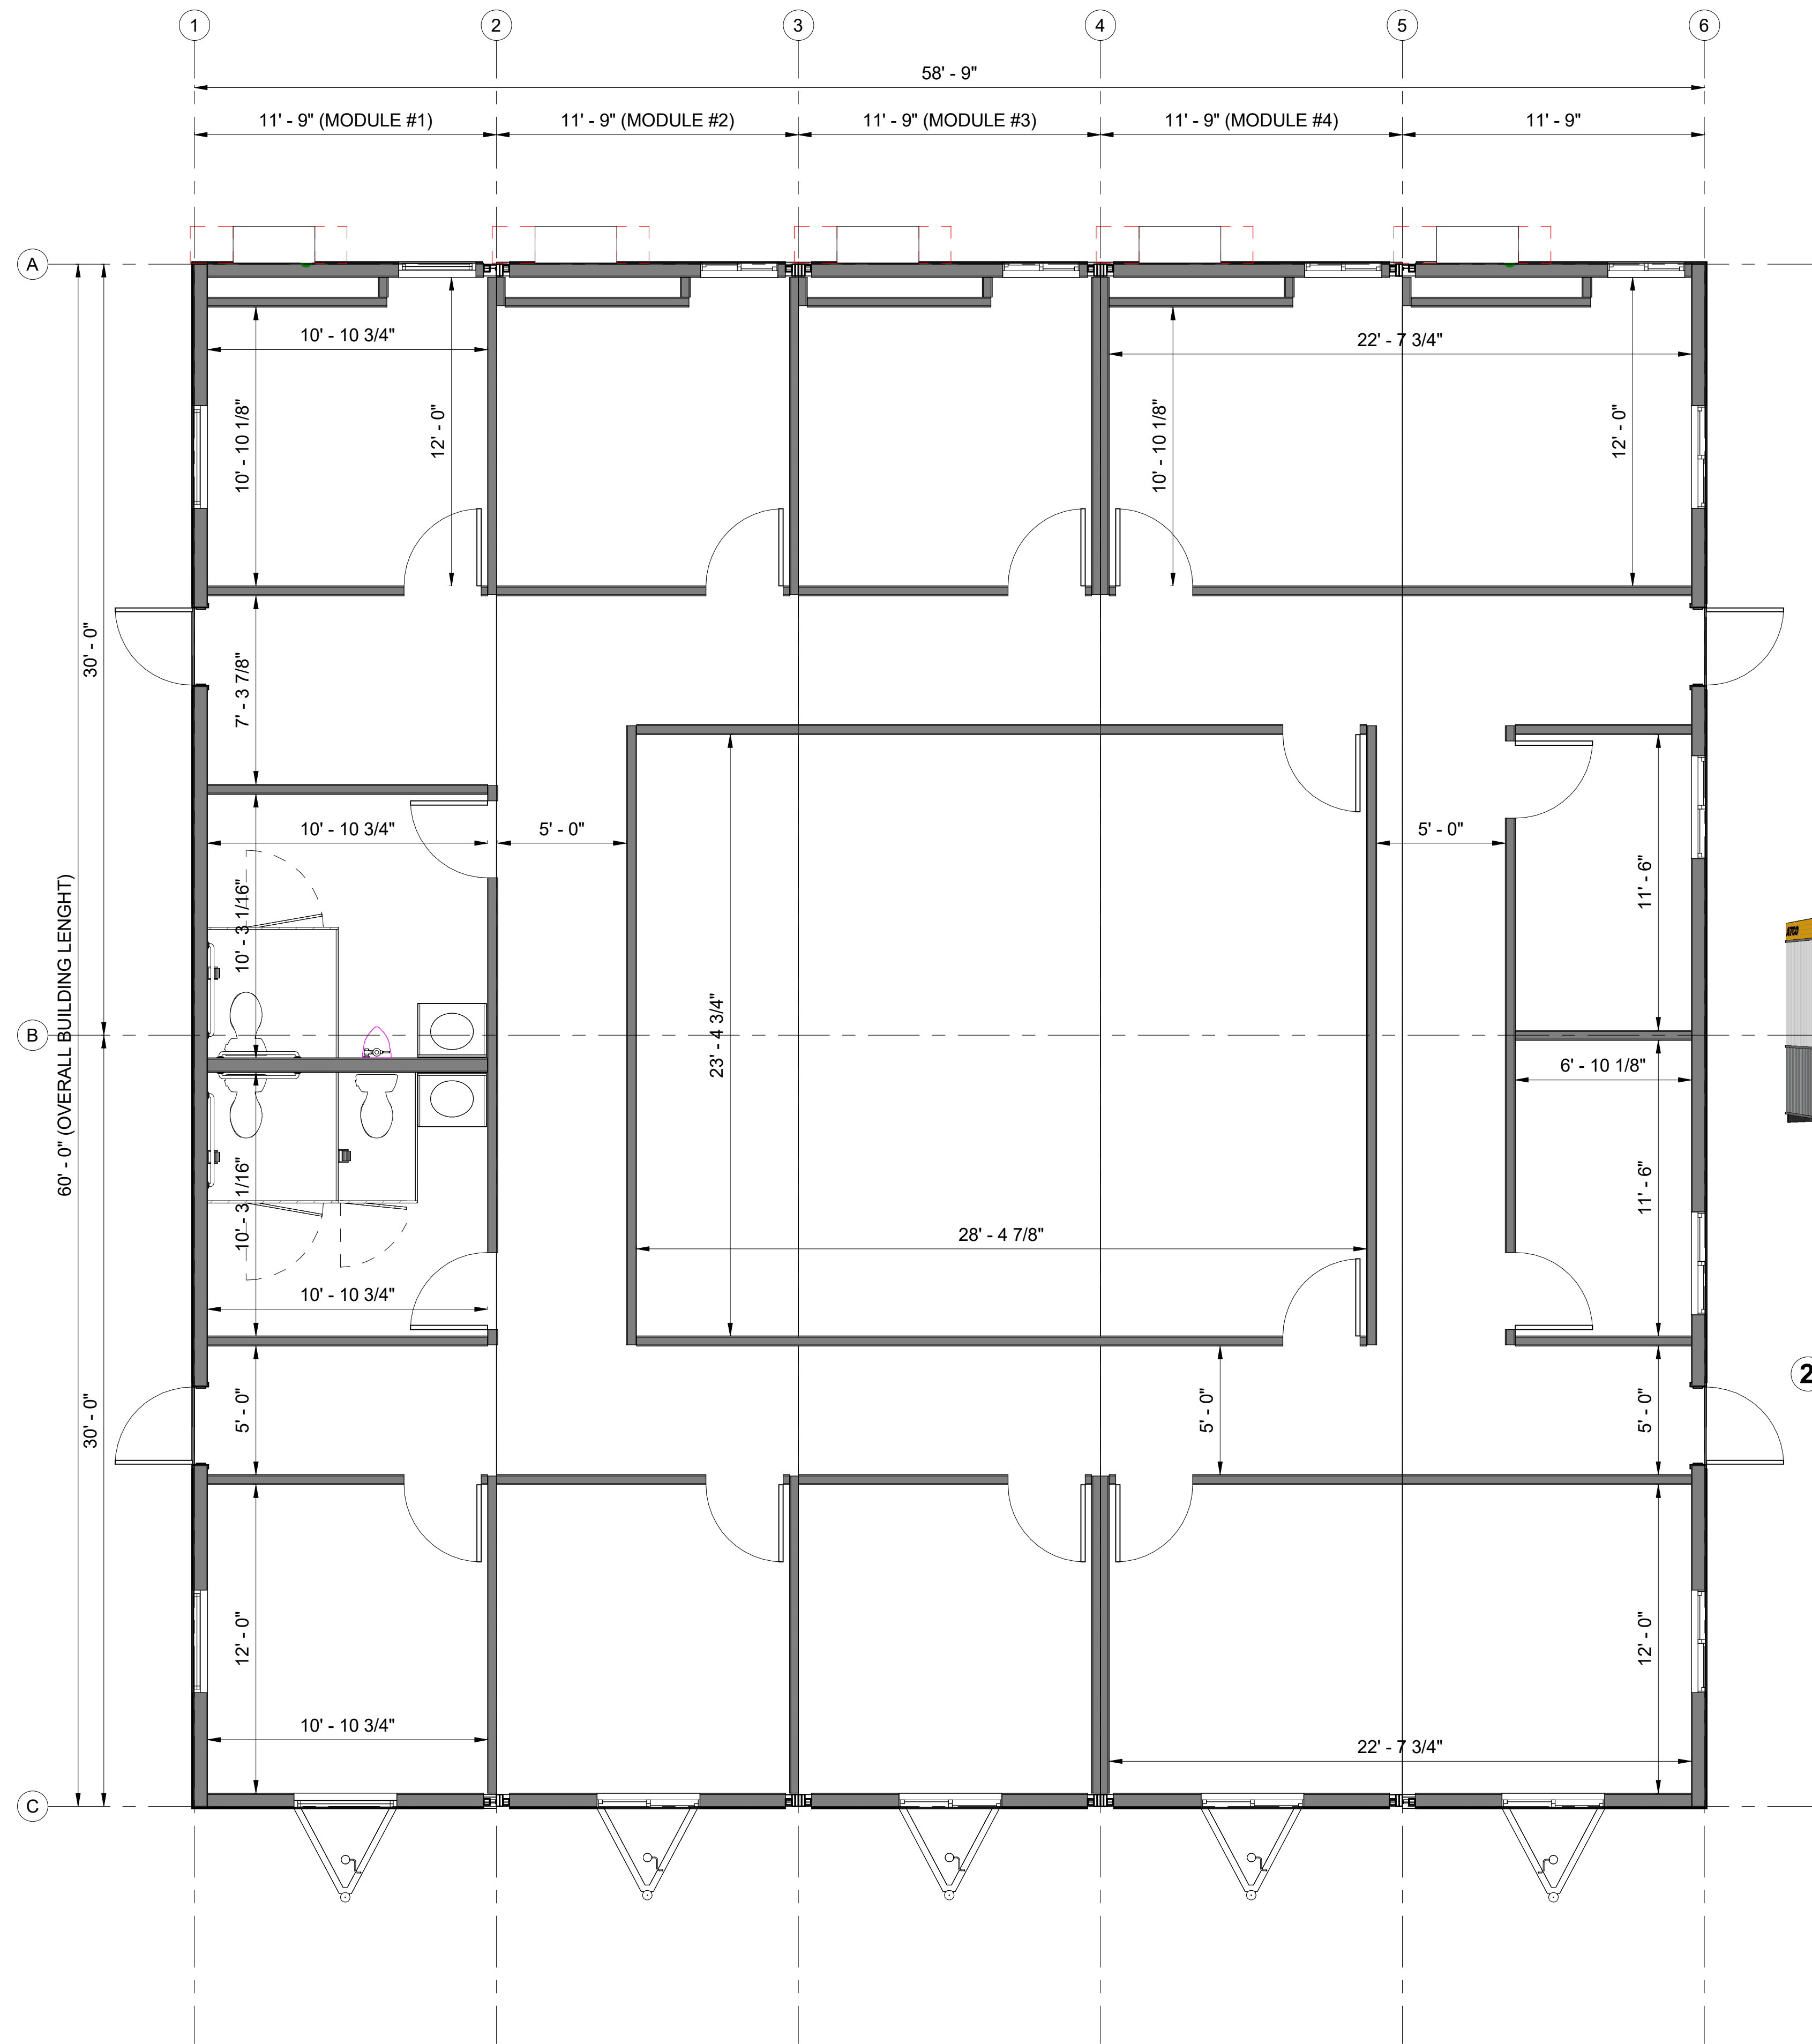 1 2 3 4 5 6
58' - 9"
11' - 9" (MODULE #1) 11' - 9" (MODULE #2) 11' - 9" (MODULE #3) 11' - 9" (MODULE #4) 11' - 9"
A
10' - 10 3/4" 22' - 7 3/4"
10' - 10 1/8"
12' - 0"
10' - 10 1/8"
12' - 0"
30' - 0"
7' - 3 7/8"
10' - 10 3/4" 5' - 0" 5' - 0"
10' - 3 1/16"
11' - 6"
ATCO
60' - 0" (OVERALL BUILDING LENGHT)
B
23' - 4 3/4"
6' - 10 1/8"
10' - 3 1/16"
11' - 6"
28' - 4 7/8"
10' - 10 3/4"
2
30' - 0"
5' - 0"
5' - 0"
5' - 0"
12' - 0"
12' - 0"
10' - 10 3/4"
22' - 7 3/4"
C